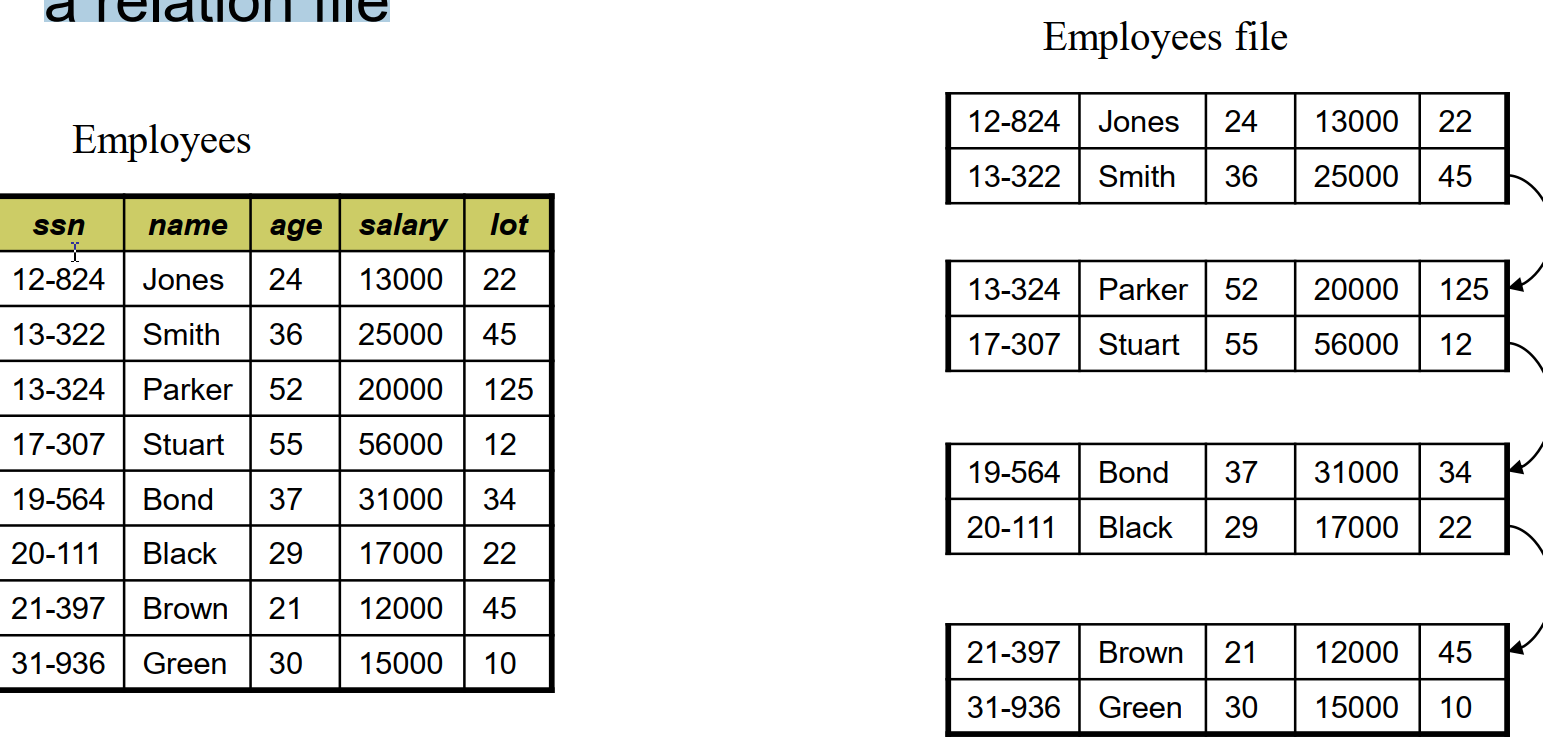 a relation file
Employees
ssn name age salary lot
12-824 Jones 24 13000 22
13-322 Smith 36 25000 45
13-324 Parker 52 20000 125
17-307 Stuart 55 56000 12
19-564 Bond 37 31000 34
20-111 Black 29 17000 22
21-397 Brown 21 12000 45
31-936 Green 30 15000 10
Employees file
12-824 Jones 24 13000 22
13-322 Smith 36 25000 45
13-324 Parker 52 20000 125
17-307 Stuart 55 56000 12
19-564 Bond 37 31000 34
20-111 Black 29 17000 22
21-397 Brown 21 12000 45
31-936 Green 30 15000 10